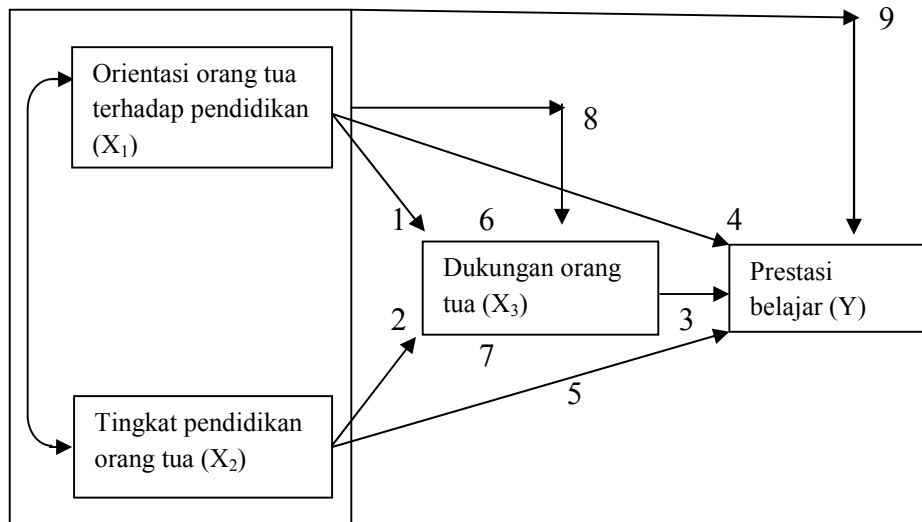 9
Orientasi orang tua
terhadap pendidikan
(X₁)
8
1
6
4
Dukungan orang
tua (X₃)
Prestasi
belajar (Y)
2
3
7
5
Tingkat pendidikan
orang tua (X₂)